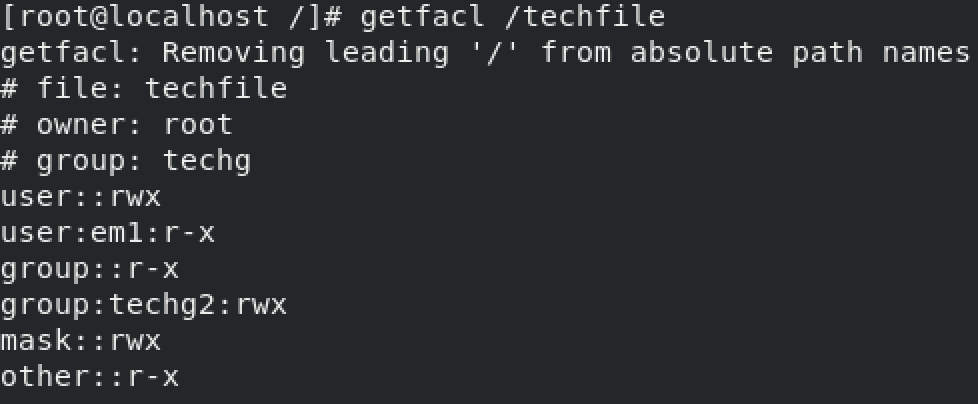 [root@localhost /]# getfacl /techfile
getfacl: Removing leading '/' from absolute path names
# file: techfile
# owner: root
# group: techg
user::rwx
user:em1:r-x
group::r-x
group:techg2:rwx
mask::rwx
other::r-x